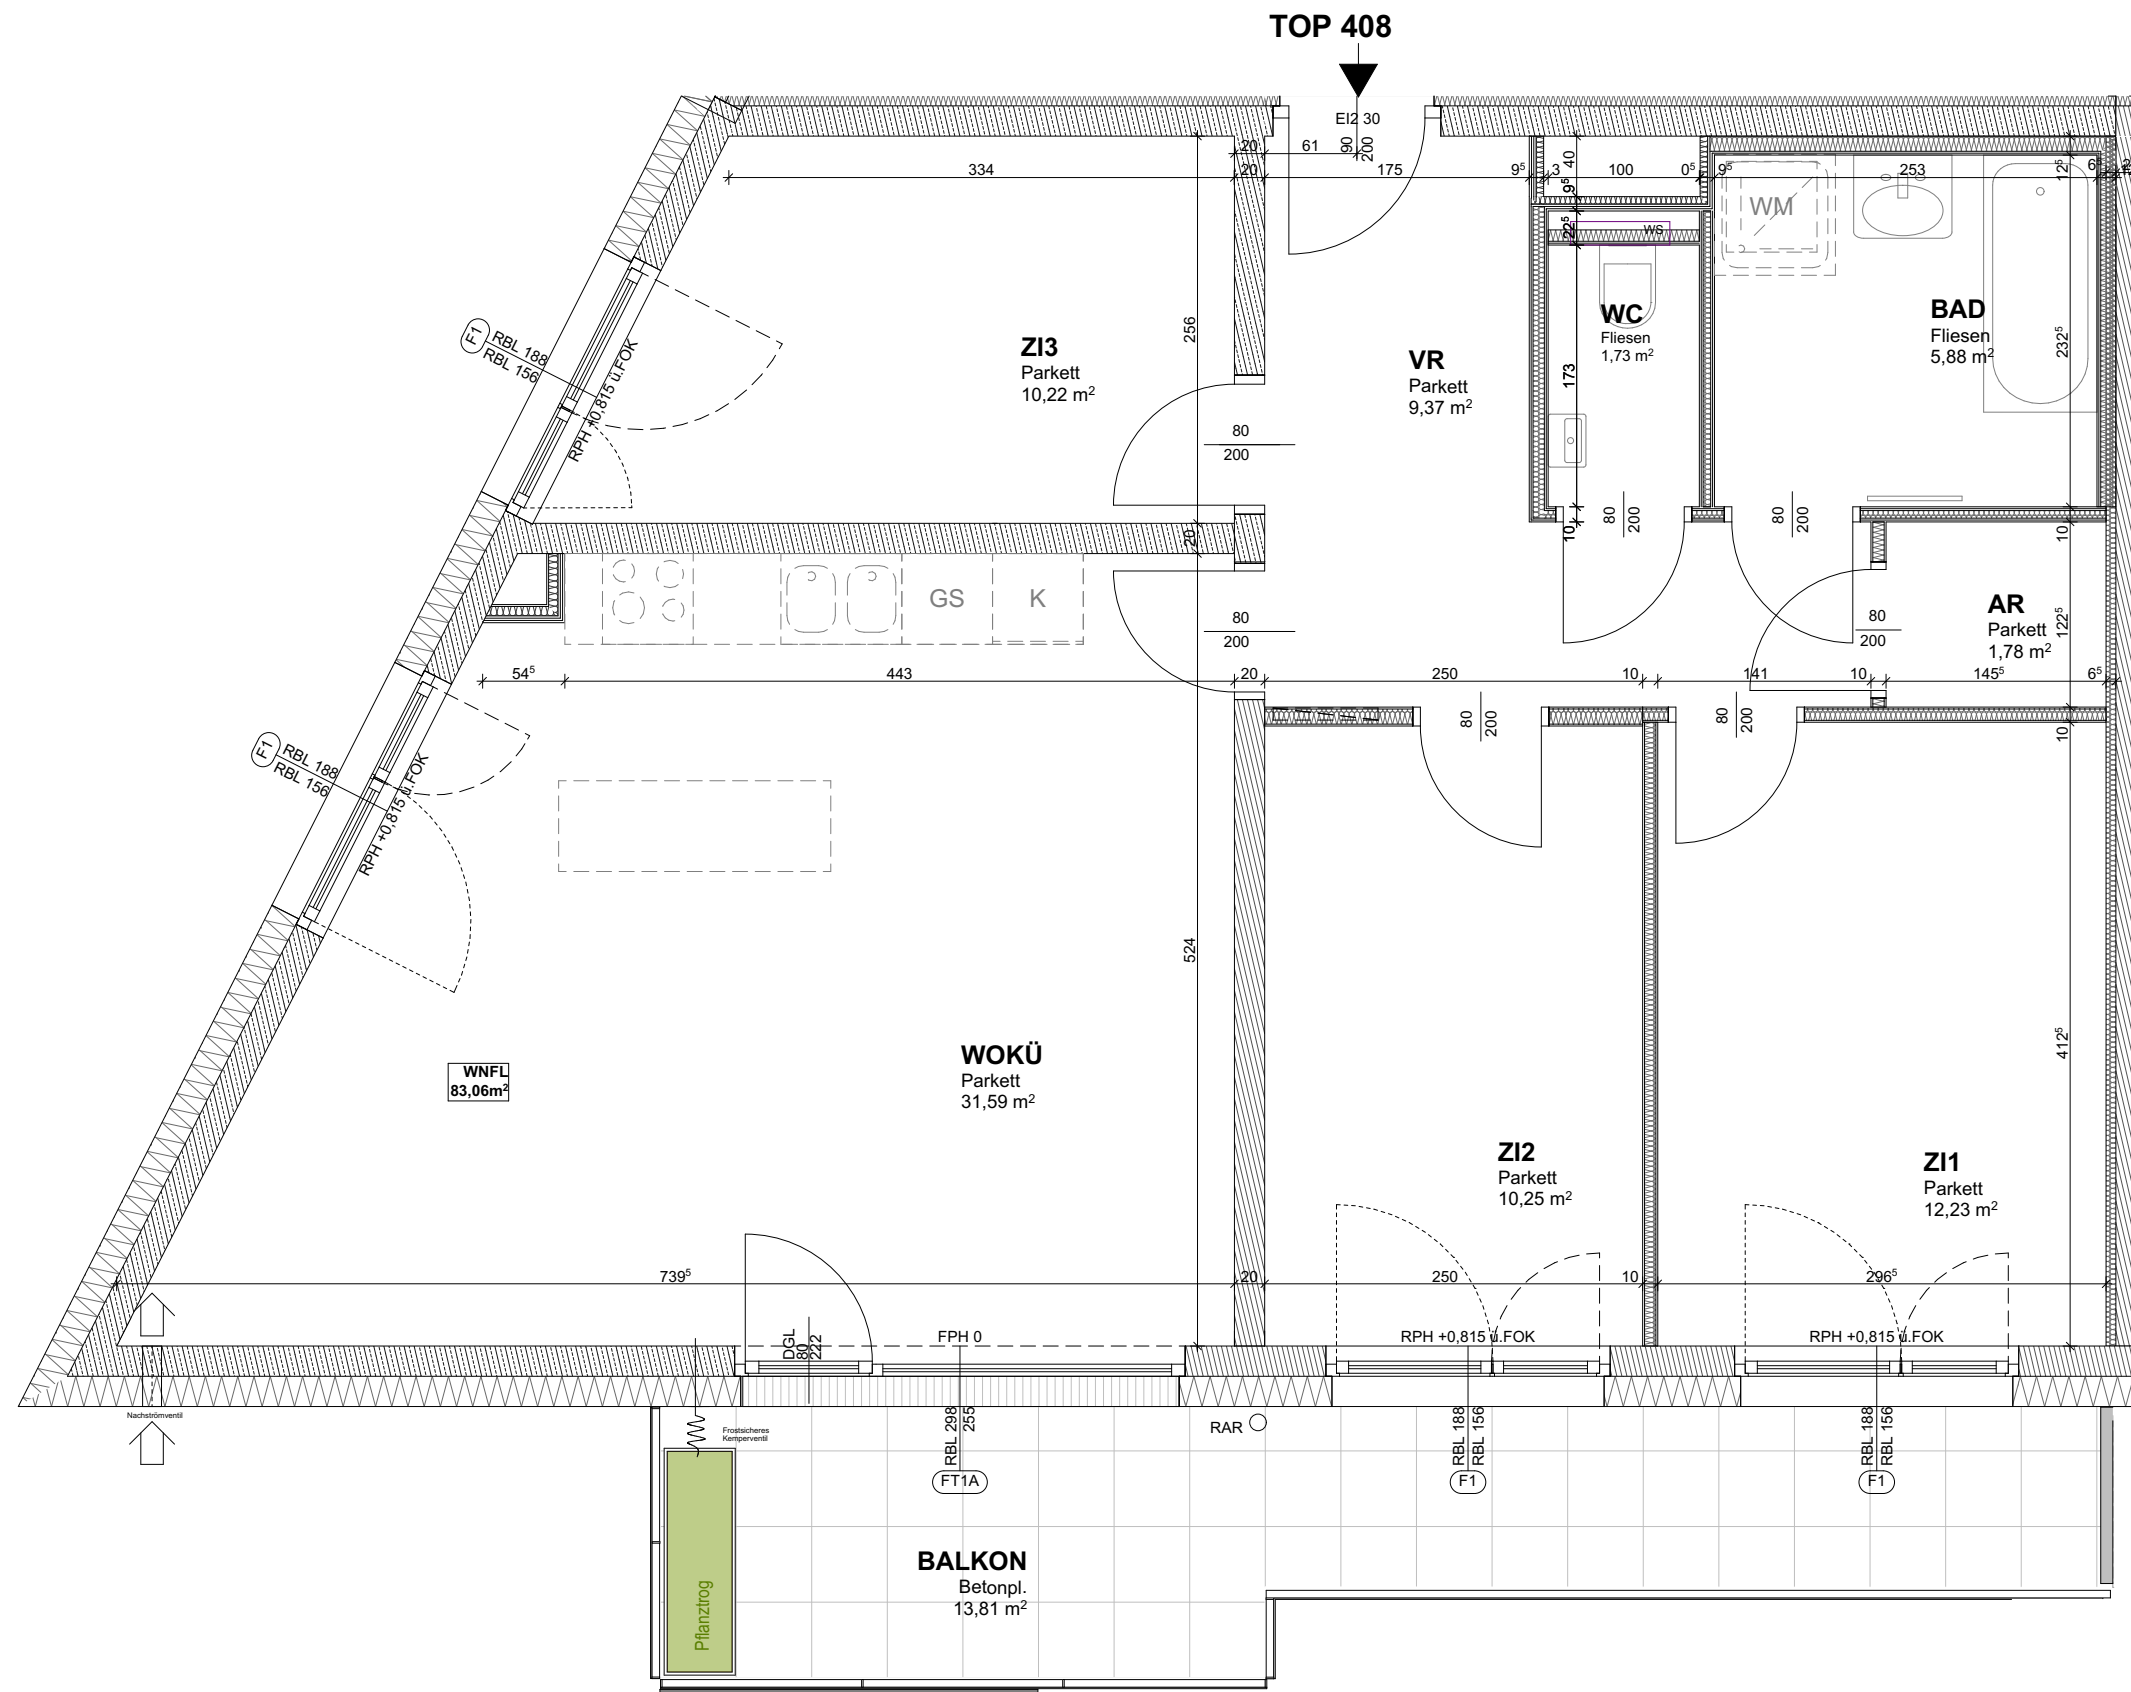 TOP 408
EI2 30
90
200
20
61
334
20
175
9⁵
3
100
0⁵
9⁵
253
6⁵
40
9⁵
12⁵
22⁵
WS
WM
256
173
232⁵
F1
RBL 188
RBL 156
RPH +0,815 ü.FOK
ZI3
Parkett
10,22 m²
VR
Parkett
9,37 m²
WC
Fliesen
1,73 m²
BAD
Fliesen
5,88 m²
80
200
80
200
80
200
10
10
20
GS
K
80
200
80
200
AR
Parkett
1,78 m²
122⁵
54⁵
443
20
250
10
141
10
145⁵
6⁵
80
200
80
200
10
F1
RBL 188
RBL 156
RPH +0,815 ü.FOK
524
412⁵
WNFL
83,06m²
WOKÜ
Parkett
31,59 m²
ZI2
Parkett
10,25 m²
ZI1
Parkett
12,23 m²
739⁵
20
250
10
296⁵
DGL
80
222
FPH 0
RPH +0,815 ü.FOK
RPH +0,815 ü.FOK
Nachströmventil
Frostsicheres
Kemperventil
RBL 298
255
FT1A
RAR
RBL 188
RBL 156
F1
RBL 188
RBL 156
F1
BALKON
Betonpl.
13,81 m²
Pflanztrog